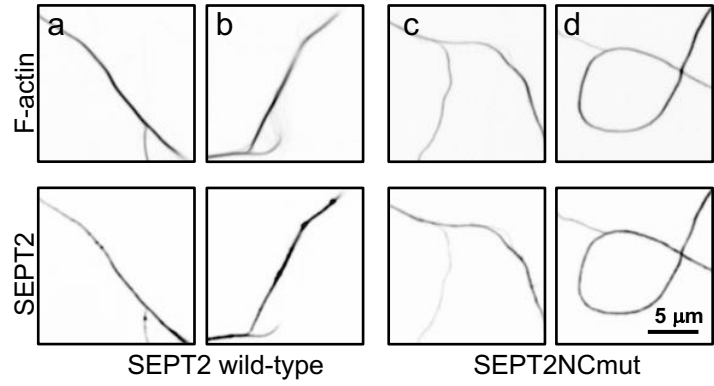 a b c d
F-actin
SEPT2
5 μm
SEPT2 wild-type SEPT2NCmut